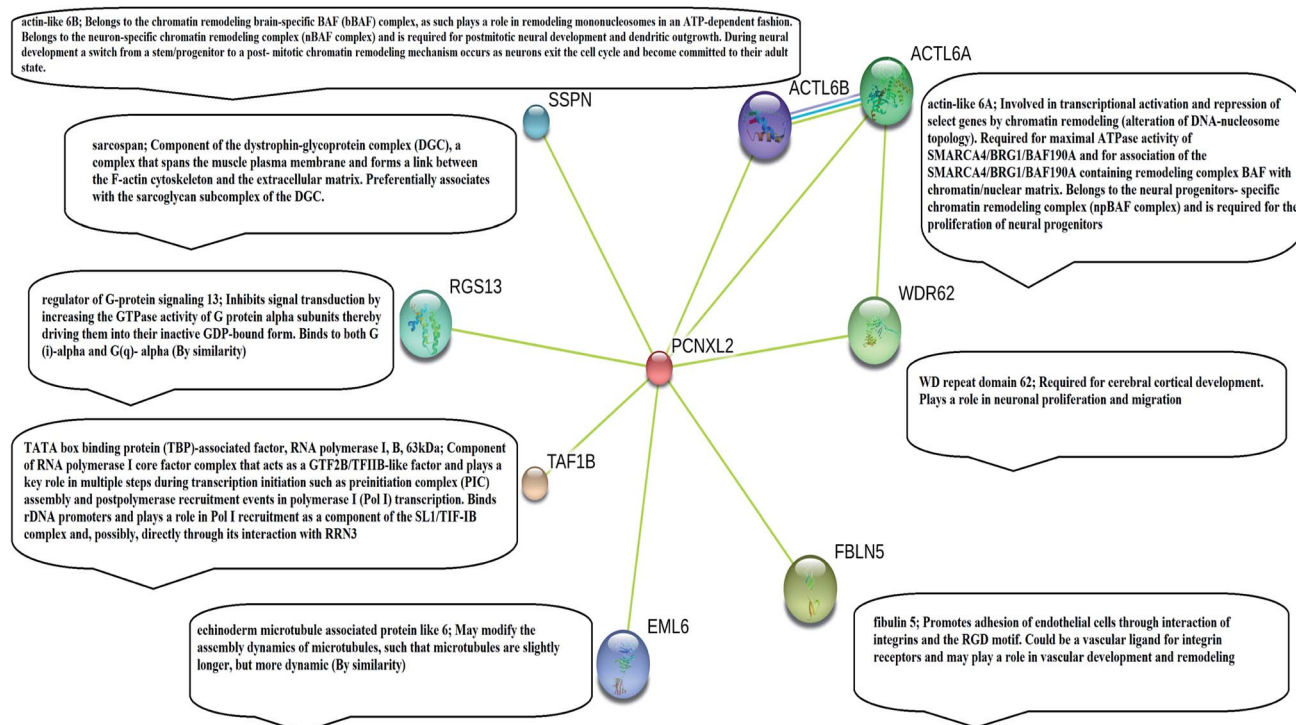 actin-like 6B; Belongs to the chromatin remodeling brain-specific BAF (bBAF) complex, as such plays a role in remodeling mononucleosomes in an ATP-dependent fashion.
Belongs to the neuron-specific chromatin remodeling complex (nBAF complex) and is required for postmitotic neural development and dendritic outgrowth. During
neural development a switch from a stem/progenitor to a post- mitotic chromatin remodeling mechanism occurs as neurons exit the cell cycle and become committed to their adult
state.
ACTL6A
ACTL6B
SSPN
actin-like 6A; Involved in transcriptional activation and repression of
select genes by chromatin remodeling (alteration of DNA-nucleosome
topology). Required for maximal ATPase activity of
SMARCA4/BRG1/BAF190A and for association of the
SMARCA4/BRG1/BAF190A containing remodeling complex BAF with
chromatin/nuclear matrix. Belongs to the neural progenitors- specific
chromatin remodeling complex (npBAF complex) and is required for the
proliferation of neural progenitors
sarcospan; Component of the dystrophin-glycoprotein complex (DGC), a
complex that spans the muscle plasma membrane and forms a link between
the F-actin cytoskeleton and the extracellular matrix. Preferentially associates
with the sarcoglycan subcomplex of the DGC.
RGS13
WDR62
regulator of G-protein signaling 13; Inhibits signal transduction by
increasing the GTPase activity of G protein alpha subunits thereby
driving them into their inactive GDP-bound form. Binds to both G
(i)-alpha and G(q)- alpha (By similarity)
PCNXL2
WD repeat domain 62; Required for cerebral cortical development.
Plays a role in neuronal proliferation and migration
TATA box binding protein (TBP)-associated factor, RNA polymerase I, B, 63kDa; Component
of RNA polymerase I core factor complex that acts as a GTF2B/TFIIB-like factor and plays a
key role in multiple steps during transcription initiation such as preinitiation complex (PIC)
assembly and postpolymerase recruitment events in polymerase I (Pol I) transcription. Binds
rDNA promoters and plays a role in Pol I recruitment as a component of the SL1/TIF-IB
complex and, possibly, directly through its interaction with RRN3
TAF1B
FBLN5
EML6
echinoderm microtubule associated protein like 6; May modify the
assembly dynamics of microtubules, such that microtubules are slightly
longer, but more dynamic (By similarity)
fibulin 5; Promotes adhesion of endothelial cells through interaction of
integrins and the RGD motif. Could be a vascular ligand for integrin
receptors and may play a role in vascular development and remodeling